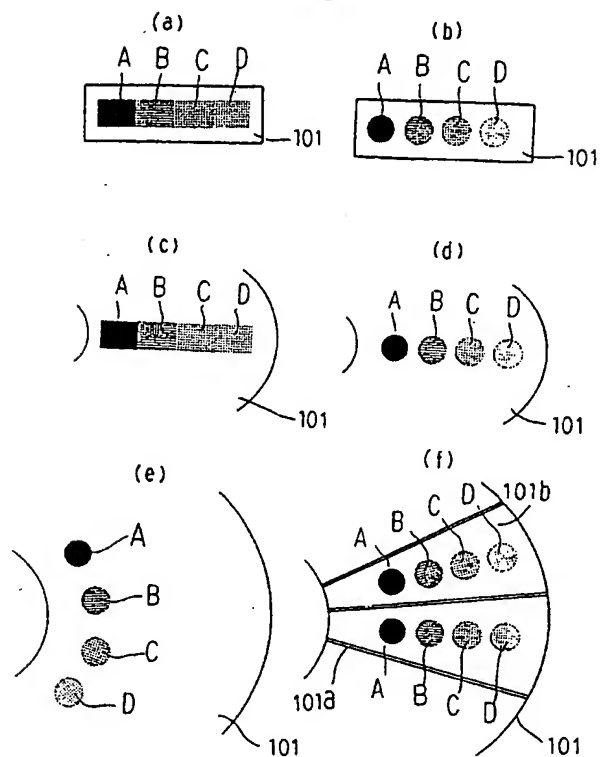 (a)
A B C D
101
(b)
A B C D
101
(c)
A B C D
101
(d)
A B C D
101
(e)
A
B
C
D
101
(f)
A B C D 101b
101a A B C D
101